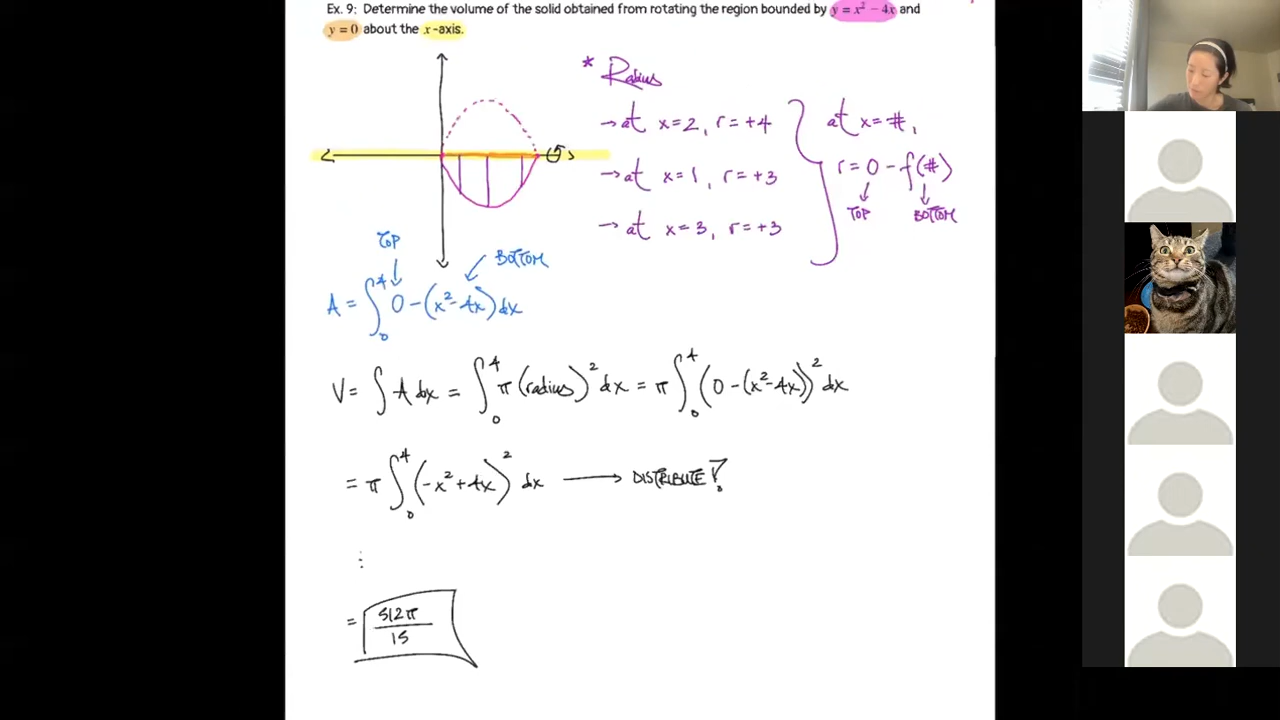 Ex. 9: Determine the volume of the solid obtained from rotating the region bounded by y = x² − 4x and
y = 0 about the x-axis.
* Radius
→ at x=2, r=+4
→ at x=1, r=+3
→ at x=3, r=+3
at x=#,
r=0-f(#)
TOP BOTTOM
TOP
BOTTOM
A = ∫₀⁴ 0-(x²-4x)dx
V = ∫ A dx = ∫₀⁴ π(radius)² dx = π ∫₀⁴ (0-(x²-4x))² dx
= π ∫₀⁴ (-x²+4x)² dx → DISTRIBUTE!
⋮
= 512π/15